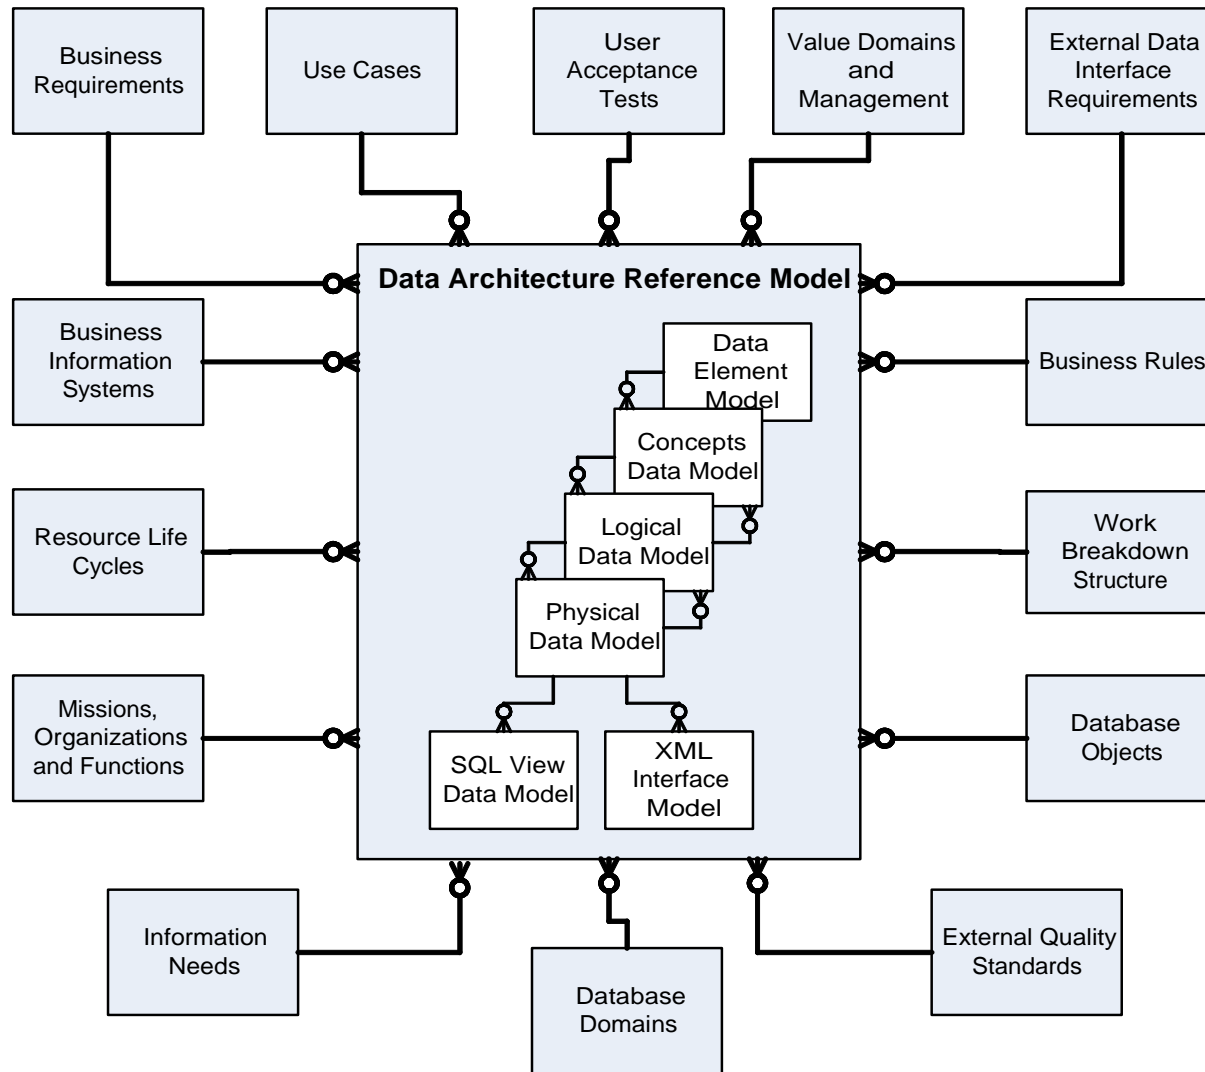 Business
Requirements
Use Cases
User
Acceptance
Tests
Value Domains
and
Management
External Data
Interface
Requirements
Data Architecture Reference Model
Business
Information
Systems
Data
Element
Model
Business Rules
Concepts
Data Model
Resource Life
Cycles
Logical
Data Model
Work
Breakdown
Structure
Physical
Data Model
Missions,
Organizations
and Functions
SQL View
Data Model
XML
Interface
Model
Database
Objects
Information
Needs
Database
Domains
External Quality
Standards